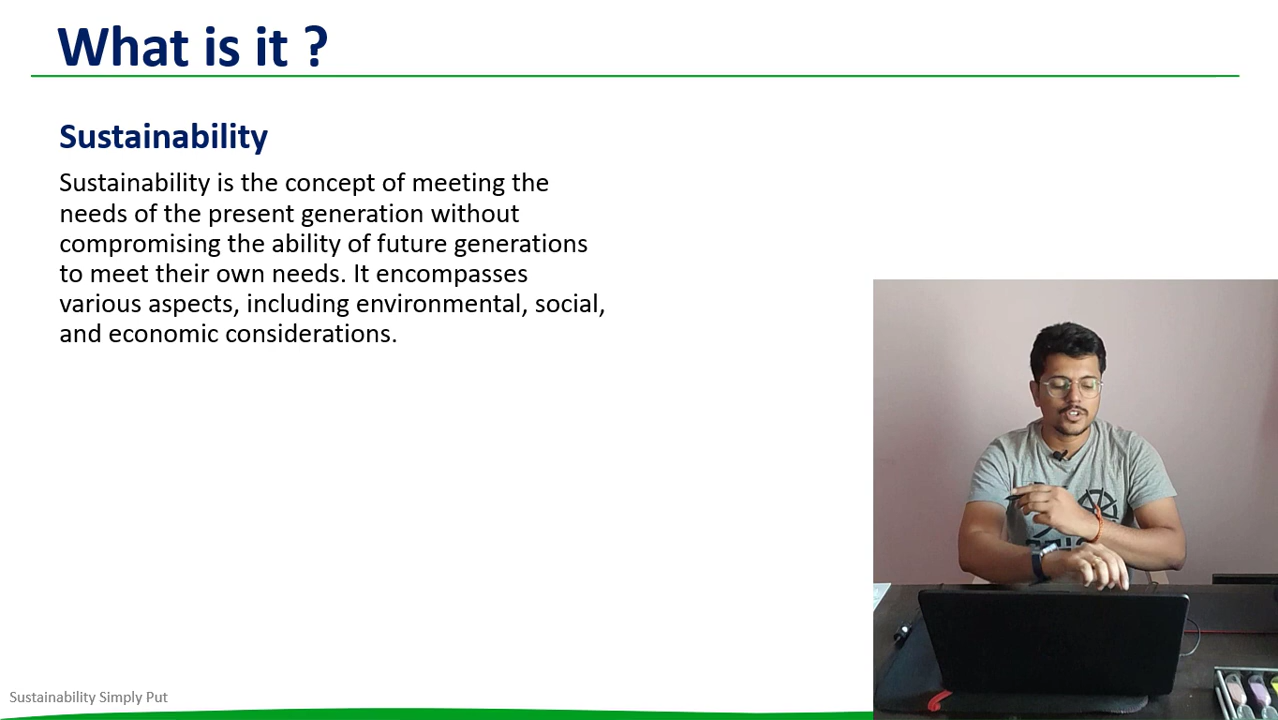 What is it ?
Sustainability
Sustainability is the concept of meeting the
needs of the present generation without
compromising the ability of future generations
to meet their own needs. It encompasses
various aspects, including environmental, social,
and economic considerations.
Sustainability Simply Put